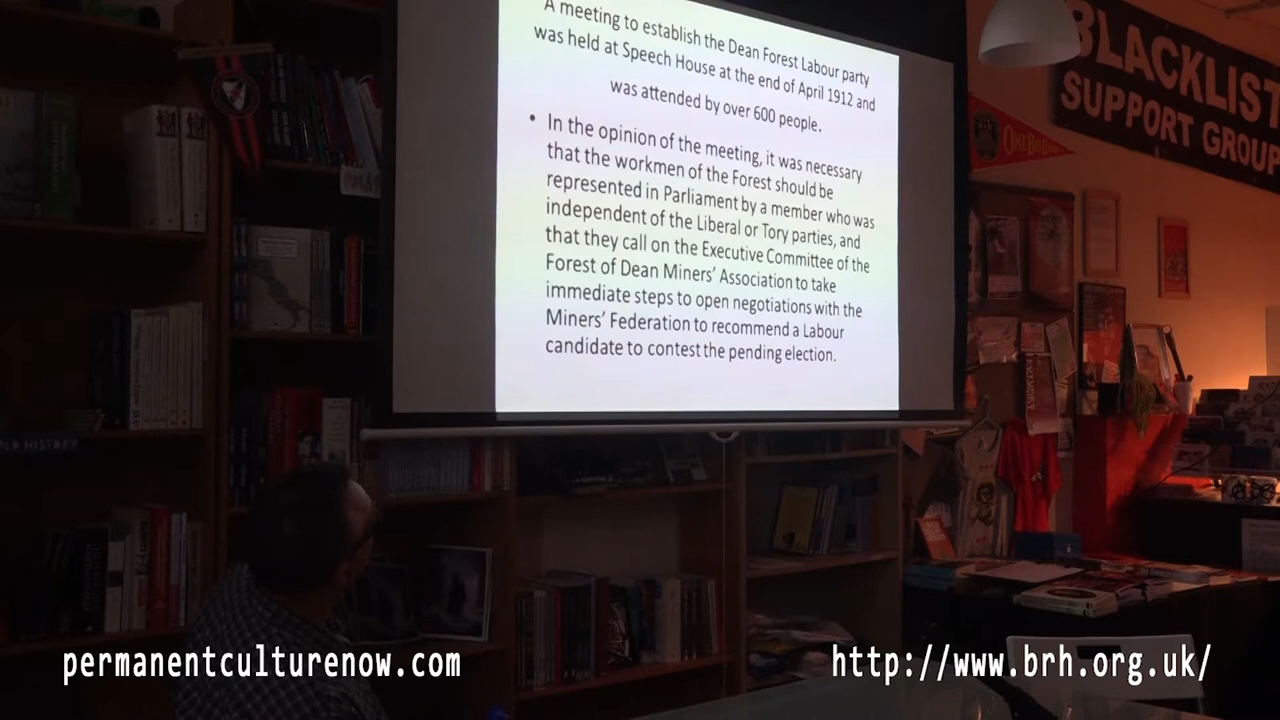 A meeting to establish the Dean Forest Labour party
was held at Speech House at the end of April 1912 and
was attended by over 600 people.
• In the opinion of the meeting, it was necessary
that the workmen of the Forest should be
represented in Parliament by a member who was
independent of the Liberal or Tory parties, and
that they call on the Executive Committee of the
Forest of Dean Miners' Association to take
immediate steps to open negotiations with the
Miners' Federation to recommend a Labour
candidate to contest the pending election.
BLACKLIST
SUPPORT GROUP
HISTORY
permanentculturenow.com
http://www.brh.org.uk/